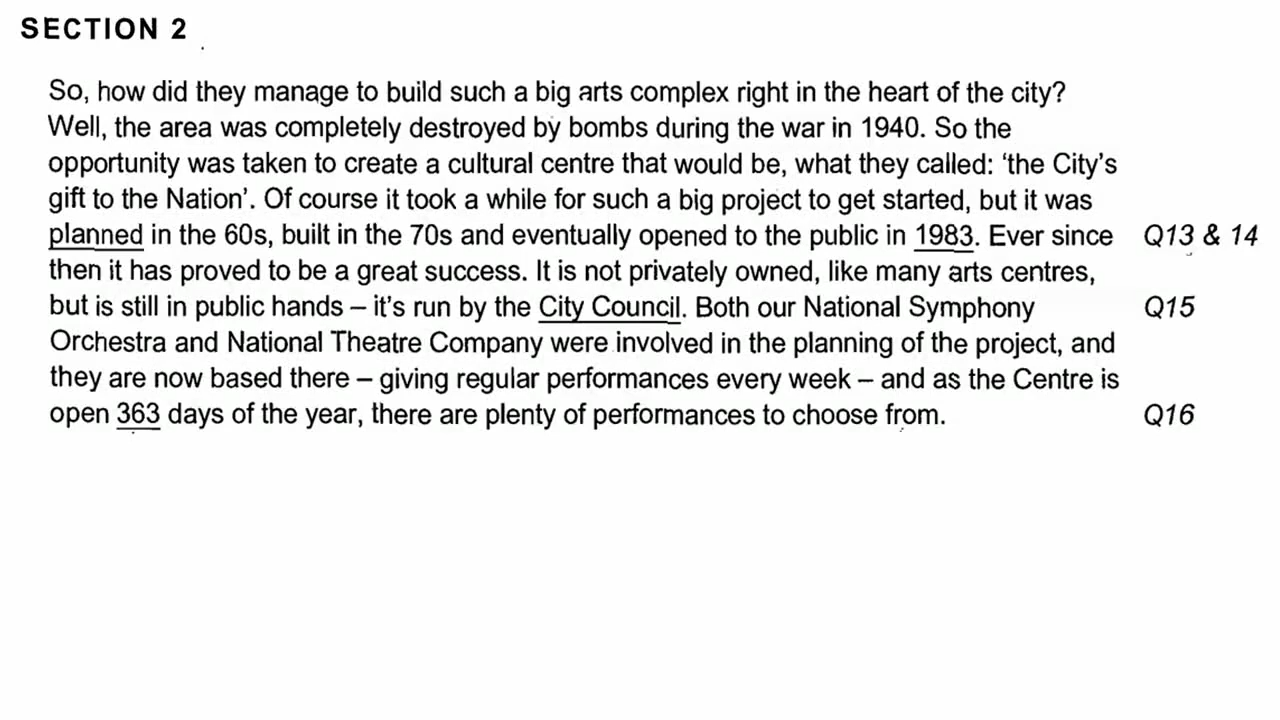 SECTION 2
So, how did they manage to build such a big arts complex right in the heart of the city?
Well, the area was completely destroyed by bombs during the war in 1940. So the
opportunity was taken to create a cultural centre that would be, what they called: ‘the City’s
gift to the Nation’. Of course it took a while for such a big project to get started, but it was
planned in the 60s, built in the 70s and eventually opened to the public in 1983. Ever since Q13 & 14
then it has proved to be a great success. It is not privately owned, like many arts centres,
but is still in public hands – it’s run by the City Council. Both our National Symphony Q15
Orchestra and National Theatre Company were involved in the planning of the project, and
they are now based there – giving regular performances every week – and as the Centre is
open 363 days of the year, there are plenty of performances to choose from. Q16